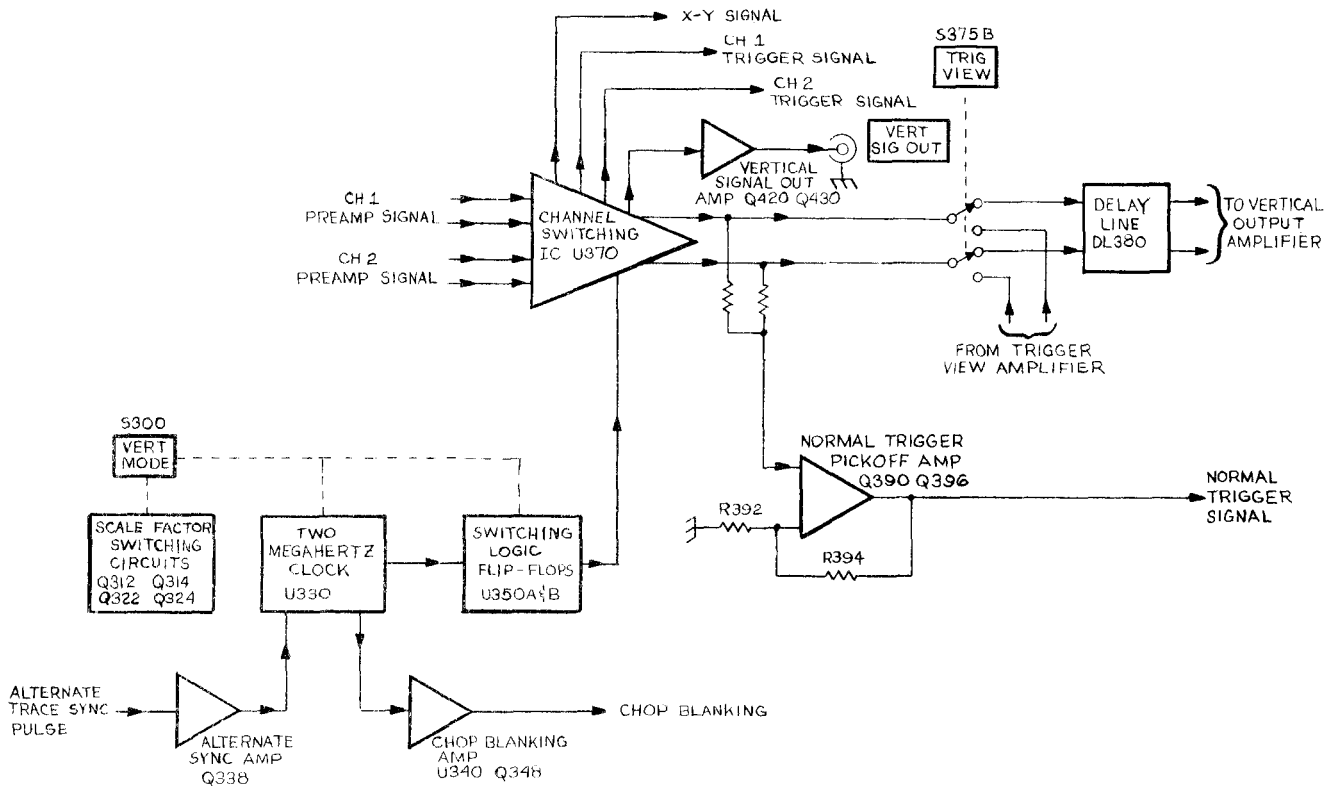 X-Y SIGNAL
CH 1
TRIGGER SIGNAL
CH 2
TRIGGER SIGNAL
S375B
TRIG
VIEW
VERT
SIG OUT
VERTICAL
SIGNAL OUT
AMP Q420 Q430
CH 1
PREAMP SIGNAL
CH 2
PREAMP SIGNAL
CHANNEL
SWITCHING
IC U370
DELAY
LINE
DL380
TO VERTICAL
OUTPUT
AMPLIFIER
FROM TRIGGER
VIEW AMPLIFIER
S300
VERT
MODE
NORMAL TRIGGER
PICKOFF AMP
Q390 Q396
NORMAL
TRIGGER
SIGNAL
R392
R394
SCALE FACTOR
SWITCHING
CIRCUITS
Q312 Q314
Q322 Q324
TWO
MEGAHERTZ
CLOCK
U330
SWITCHING
LOGIC
FLIP-FLOPS
U350A&B
ALTERNATE
TRACE SYNC
PULSE
ALTERNATE
SYNC AMP
Q338
CHOP BLANKING
AMP
U340 Q348
CHOP BLANKING